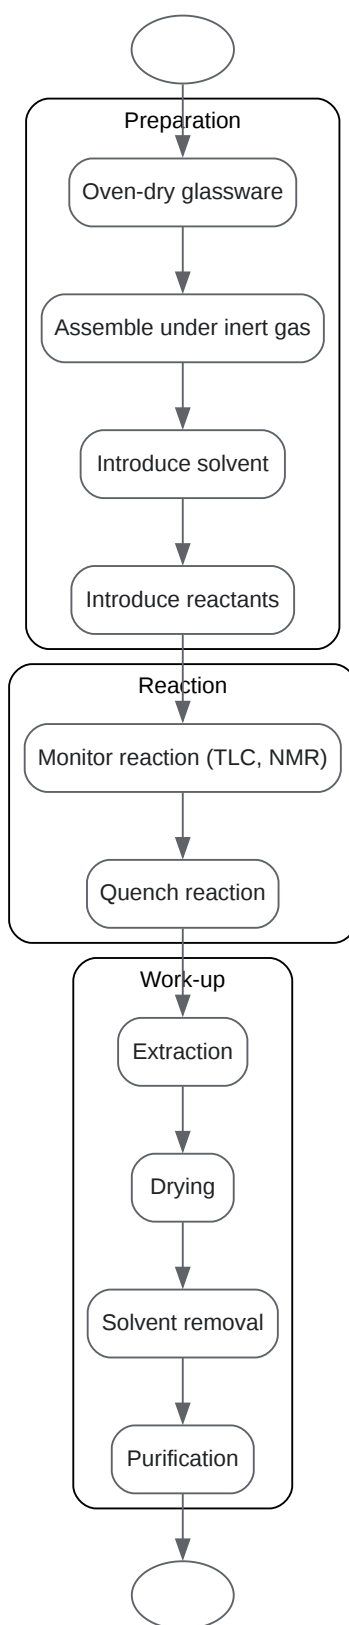 Preparation
Oven-dry glassware
Assemble under inert gas
Introduce solvent
Introduce reactants
Reaction
Monitor reaction (TLC, NMR)
Quench reaction
Work-up
Extraction
Drying
Solvent removal
Purification